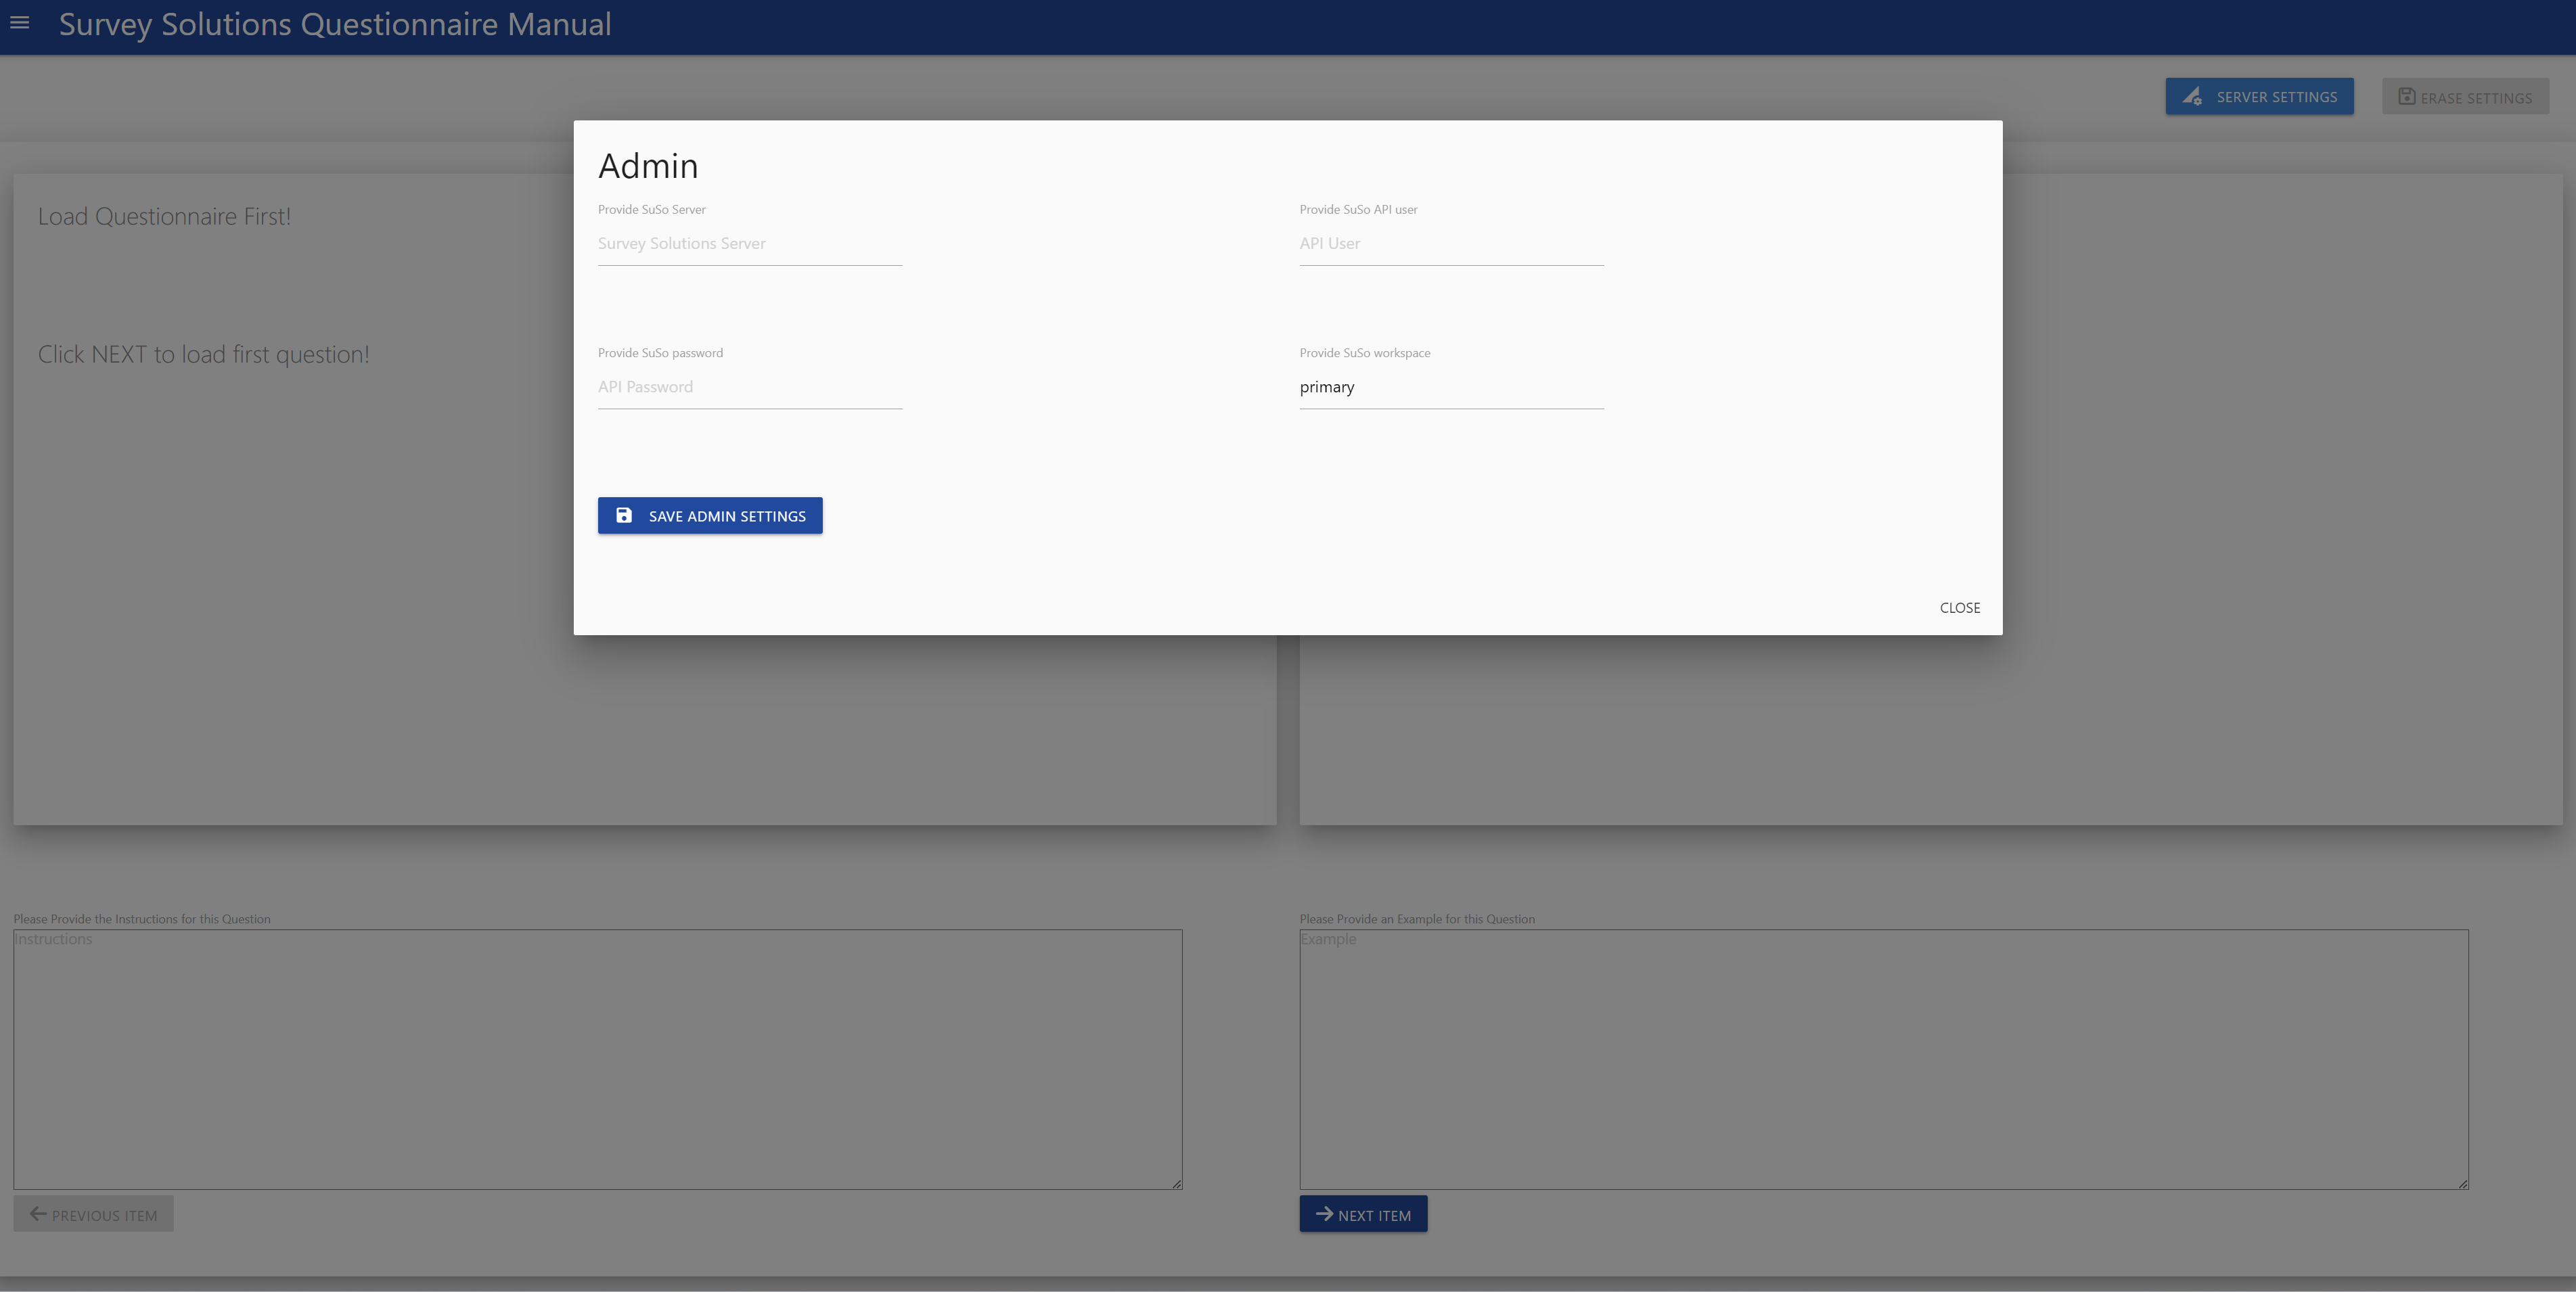 Survey Solutions Questionnaire Manual
SERVER SETTINGS
ERASE SETTINGS
Load Questionnaire First!
Click NEXT to load first question!
Admin
Provide SuSo Server
Survey Solutions Server
Provide SuSo API user
API User
Provide SuSo password
API Password
Provide SuSo workspace
primary
SAVE ADMIN SETTINGS
CLOSE
Please Provide the Instructions for this Question
Instructions
Please Provide an Example for this Question
Example
PREVIOUS ITEM
NEXT ITEM